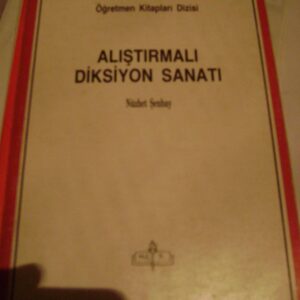 Öğretmen Kitapları Dizisi
ALIŞTIRMALI
DİKSİYON SANATI
Nüzhet Şenbay